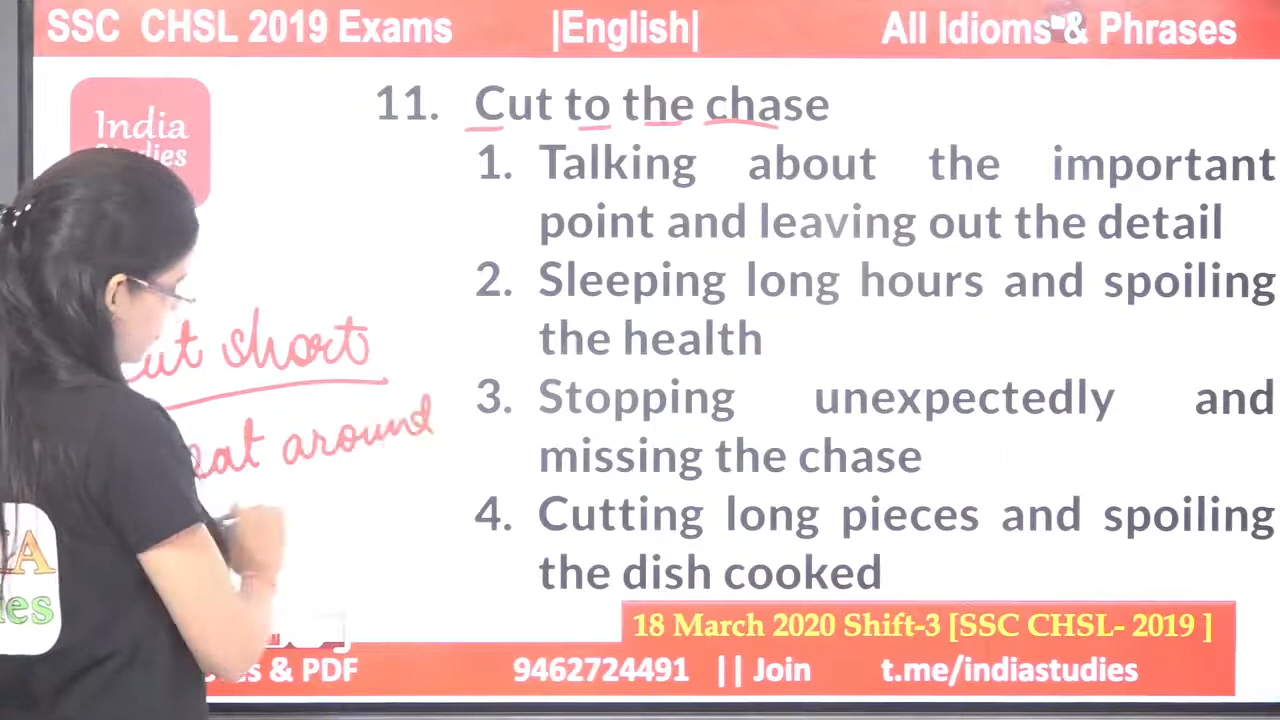 SSC CHSL 2019 Exams |English| All Idioms & Phrases
India
Studies
11. Cut to the chase
1. Talking about the important
point and leaving out the detail
2. Sleeping long hours and spoiling
the health
3. Stopping unexpectedly and
missing the chase
4. Cutting long pieces and spoiling
the dish cooked
short
around
18 March 2020 Shift-3 [SSC CHSL- 2019 ]
& PDF 9462724491 || Join t.me/indiastudies